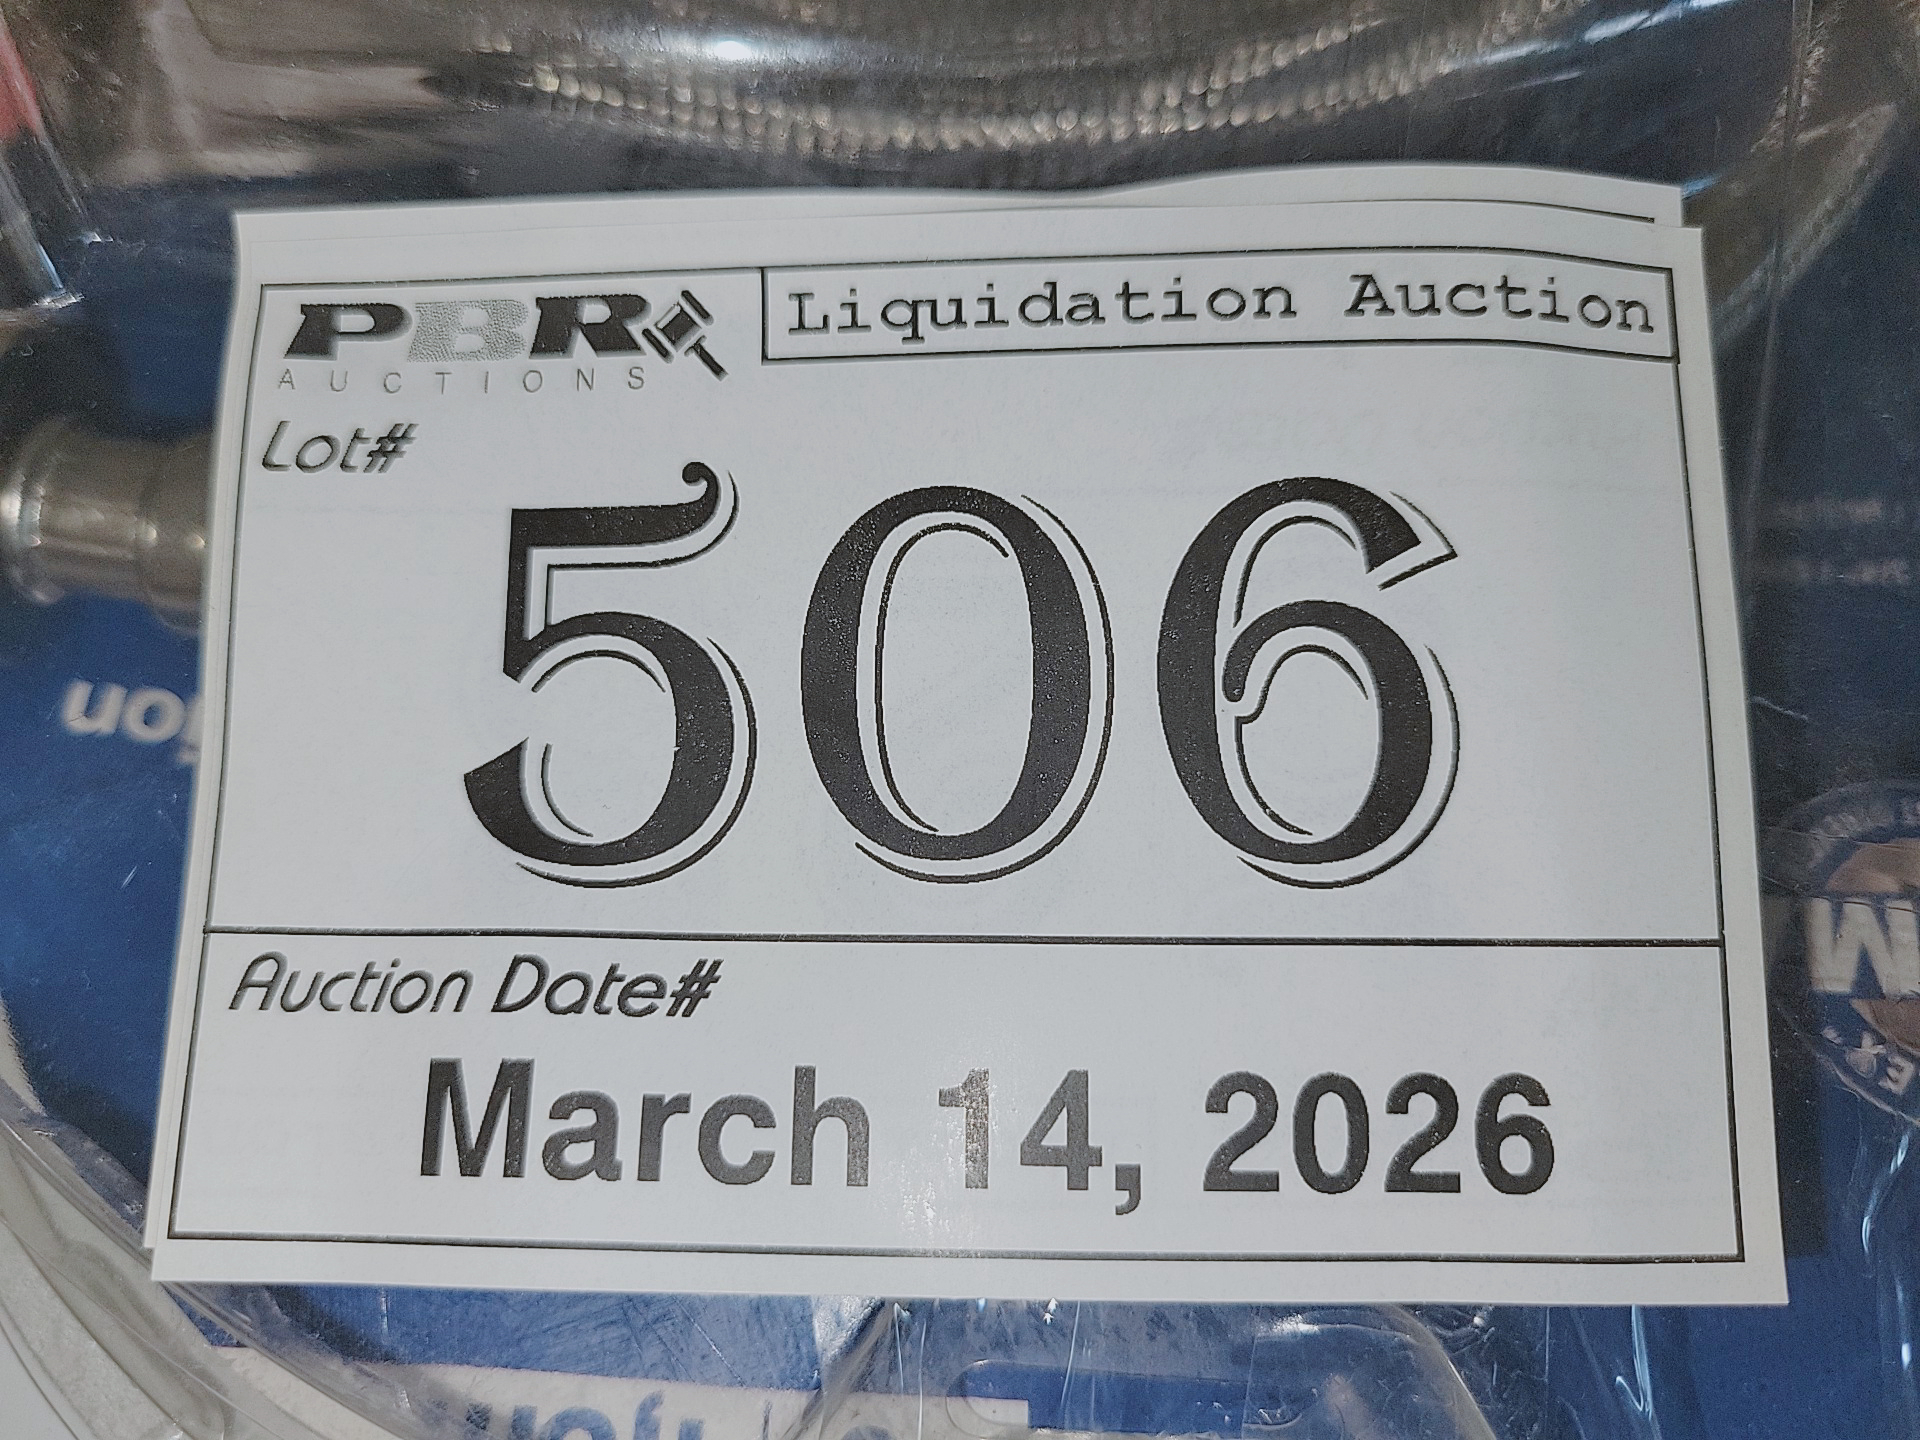 PBR
AUCTIONS
Liquidation Auction
Lot#
506
Auction Date#
March 14, 2026